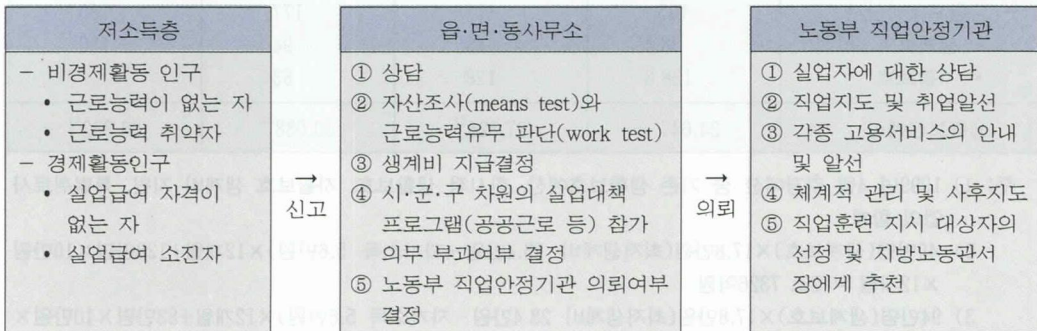 저소득층
- 비경제활동 인구
• 근로능력이 없는 자
• 근로능력 취약자
- 경제활동인구
• 실업급여 자격이
없는 자
• 실업급여 소진자
→
신고
읍·면·동사무소
① 상담
② 자산조사(means test)와
근로능력유무 판단(work test)
③ 생계비 지급결정
④ 시·군·구 차원의 실업대책
프로그램(공공근로 등) 참가
의무 부과여부 결정
⑤ 노동부 직업안정기관 의뢰여부
결정
→
의뢰
노동부 직업안정기관
① 실업자에 대한 상담
② 직업지도 및 취업알선
③ 각종 고용서비스의 안내
및 알선
④ 체계적 관리 및 사후지도
⑤ 직업훈련 지시 대상자의
선정 및 지방노동관서
장에게 추천